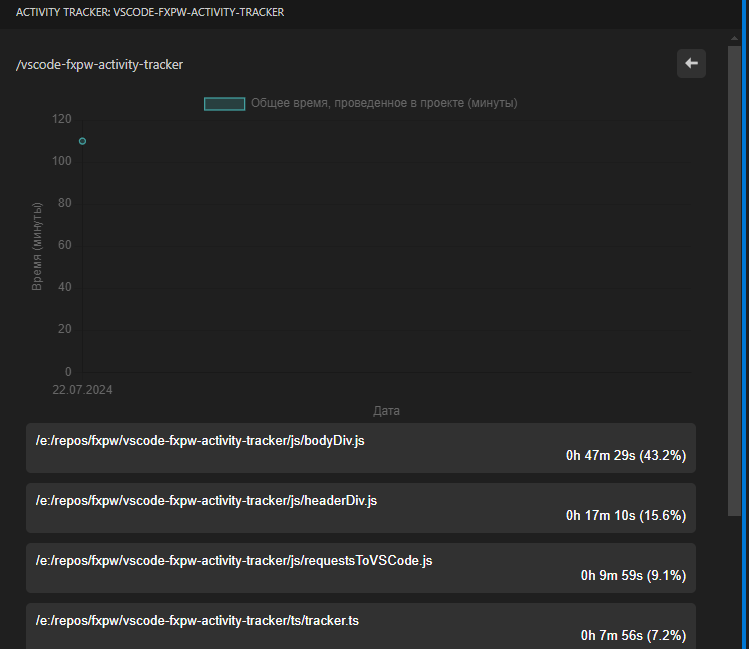 ACTIVITY TRACKER: VSCODE-FXPW-ACTIVITY-TRACKER
/vscode-fxpw-activity-tracker
Общее время, проведенное в проекте (минуты)
120
100
80
60
40
20
0
Время (минуты)
22.07.2024
Дата
/e:/repos/fxpw/vscode-fxpw-activity-tracker/js/bodyDiv.js
0h 47m 29s (43.2%)
/e:/repos/fxpw/vscode-fxpw-activity-tracker/js/headerDiv.js
0h 17m 10s (15.6%)
/e:/repos/fxpw/vscode-fxpw-activity-tracker/js/requestsToVSCode.js
0h 9m 59s (9.1%)
/e:/repos/fxpw/vscode-fxpw-activity-tracker/ts/tracker.ts
0h 7m 56s (7.2%)